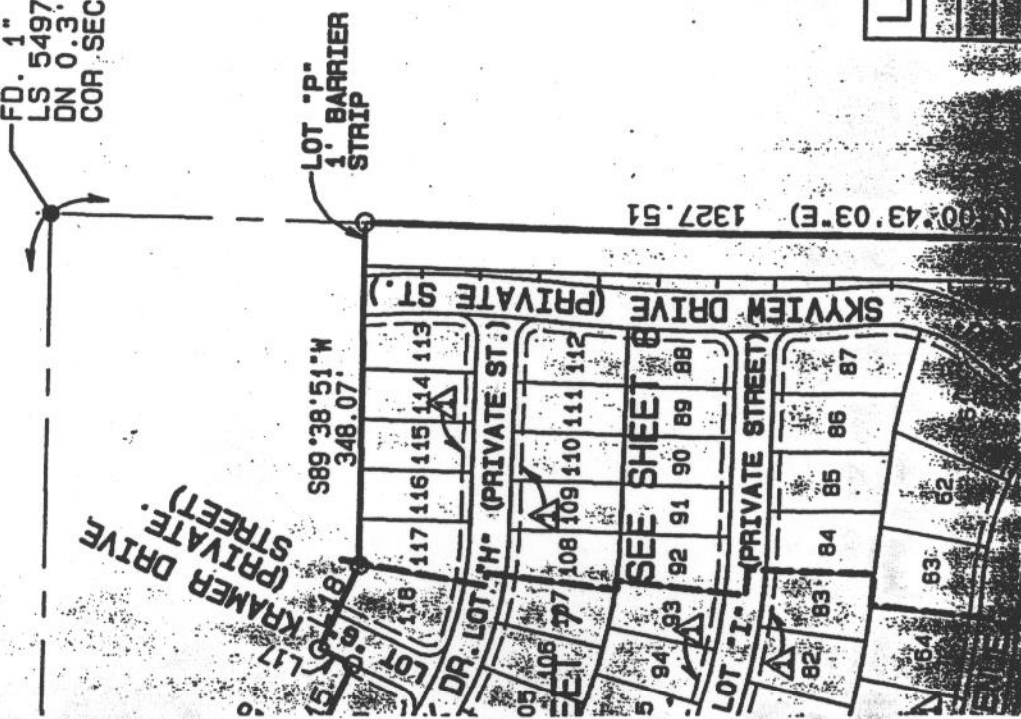 FD. 1"
LS 5497
DN 0.3'
COR SEC
LOT "P"
1' BARRIER
STRIP
S89°38'51"W
348.07'
00°43'03"E) 1327.51
SKYVIEW DRIVE (PRIVATE ST.)
KRAMER DRIVE
(PRIVATE
STREET)
L17
L18
LOT "G"
118
117
116
115
114
113
DR. LOT "H" (PRIVATE ST.)
106
107
108
109
110
111
112
SEE SHEET 8
94
93
92
91
90
89
88
LOT "I" (PRIVATE STREET)
82
83
84
85
86
87
64
63
62